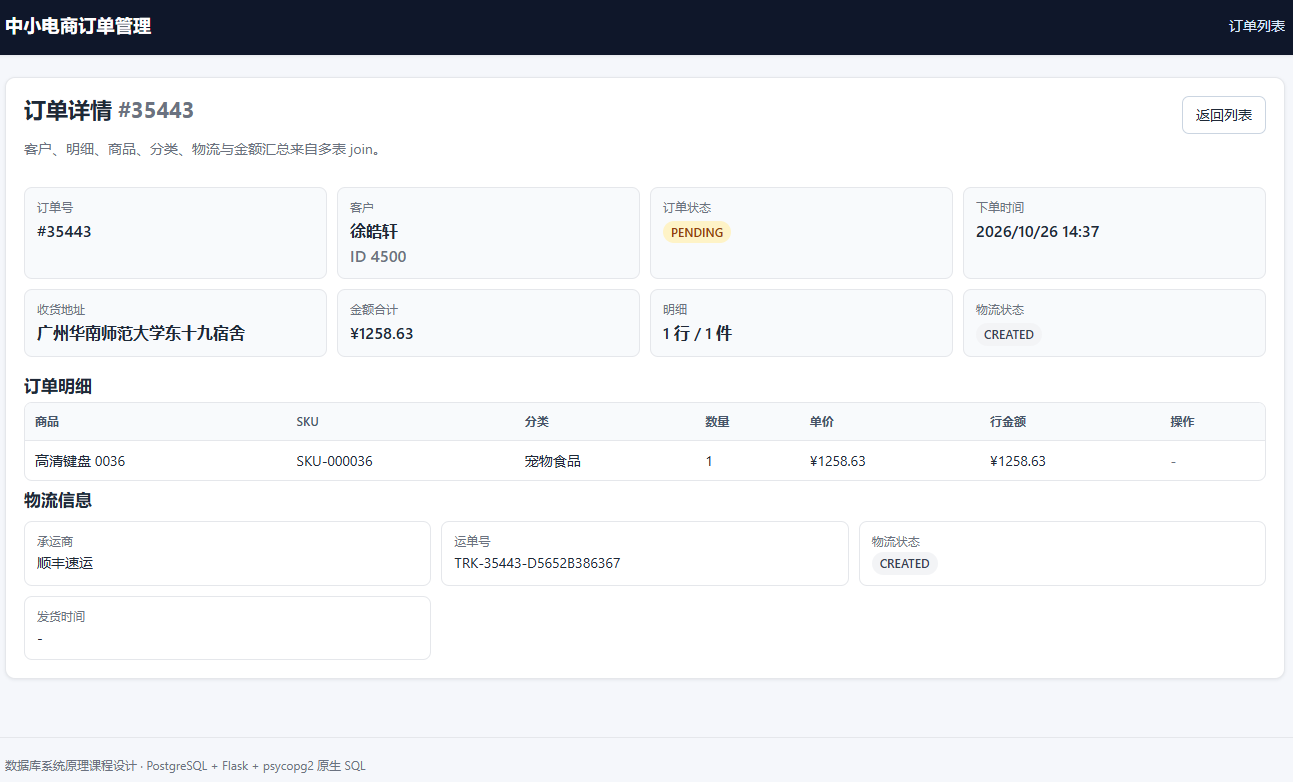 中小电商订单管理
订单列表
订单详情 #35443
返回列表
客户、明细、商品、分类、物流与金额汇总来自多表 join。
订单号
#35443
客户
徐皓轩
ID 4500
订单状态
PENDING
下单时间
2026/10/26 14:37
收货地址
广州华南师范大学东十九宿舍
金额合计
¥1258.63
明细
1 行 / 1 件
物流状态
CREATED
订单明细
商品 SKU 分类 数量 单价 行金额 操作
高清键盘 0036 SKU-000036 宠物食品 1 ¥1258.63 ¥1258.63 -
物流信息
承运商
顺丰速运
运单号
TRK-35443-D5652B386367
物流状态
CREATED
发货时间
-
数据库系统原理课程设计 · PostgreSQL + Flask + psycopg2 原生 SQL